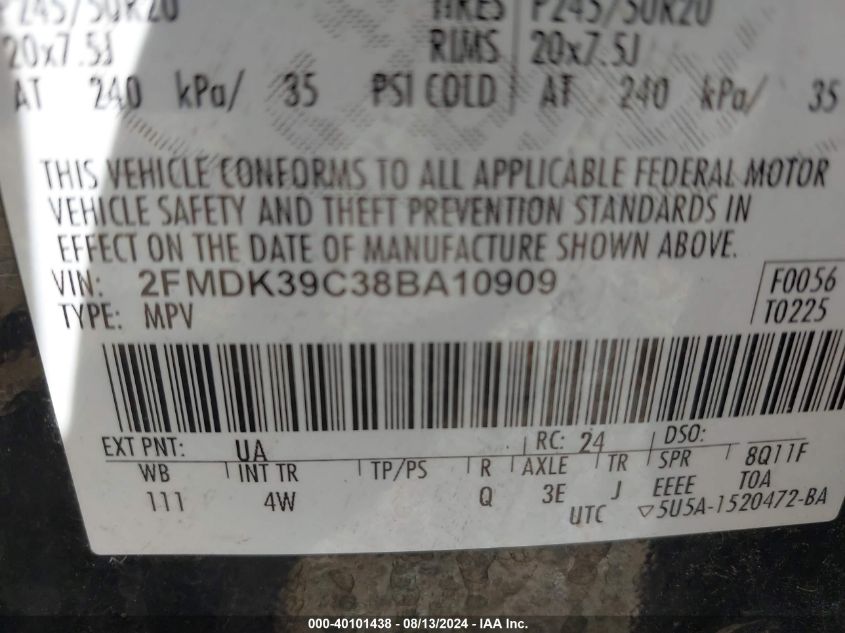 P245/50R20 TIRES P245/50R20
20x7.5J RIMS 20x7.5J
AT 240 kPa/ 35 PSI COLD AT 240 kPa/ 35
THIS VEHICLE CONFORMS TO ALL APPLICABLE FEDERAL MOTOR
VEHICLE SAFETY AND THEFT PREVENTION STANDARDS IN
EFFECT ON THE DATE OF MANUFACTURE SHOWN ABOVE.
VIN: 2FMDK39C38BA10909 F0056
TYPE: MPV T0225
EXT PNT: UA RC: 24 DSO:
WB INT TR TP/PS R AXLE TR SPR 8Q11F
111 4W Q 3E J EEEE T0A
UTC ▽5U5A-1520472-BA
000-40101438 - 08/13/2024 - IAA Inc.